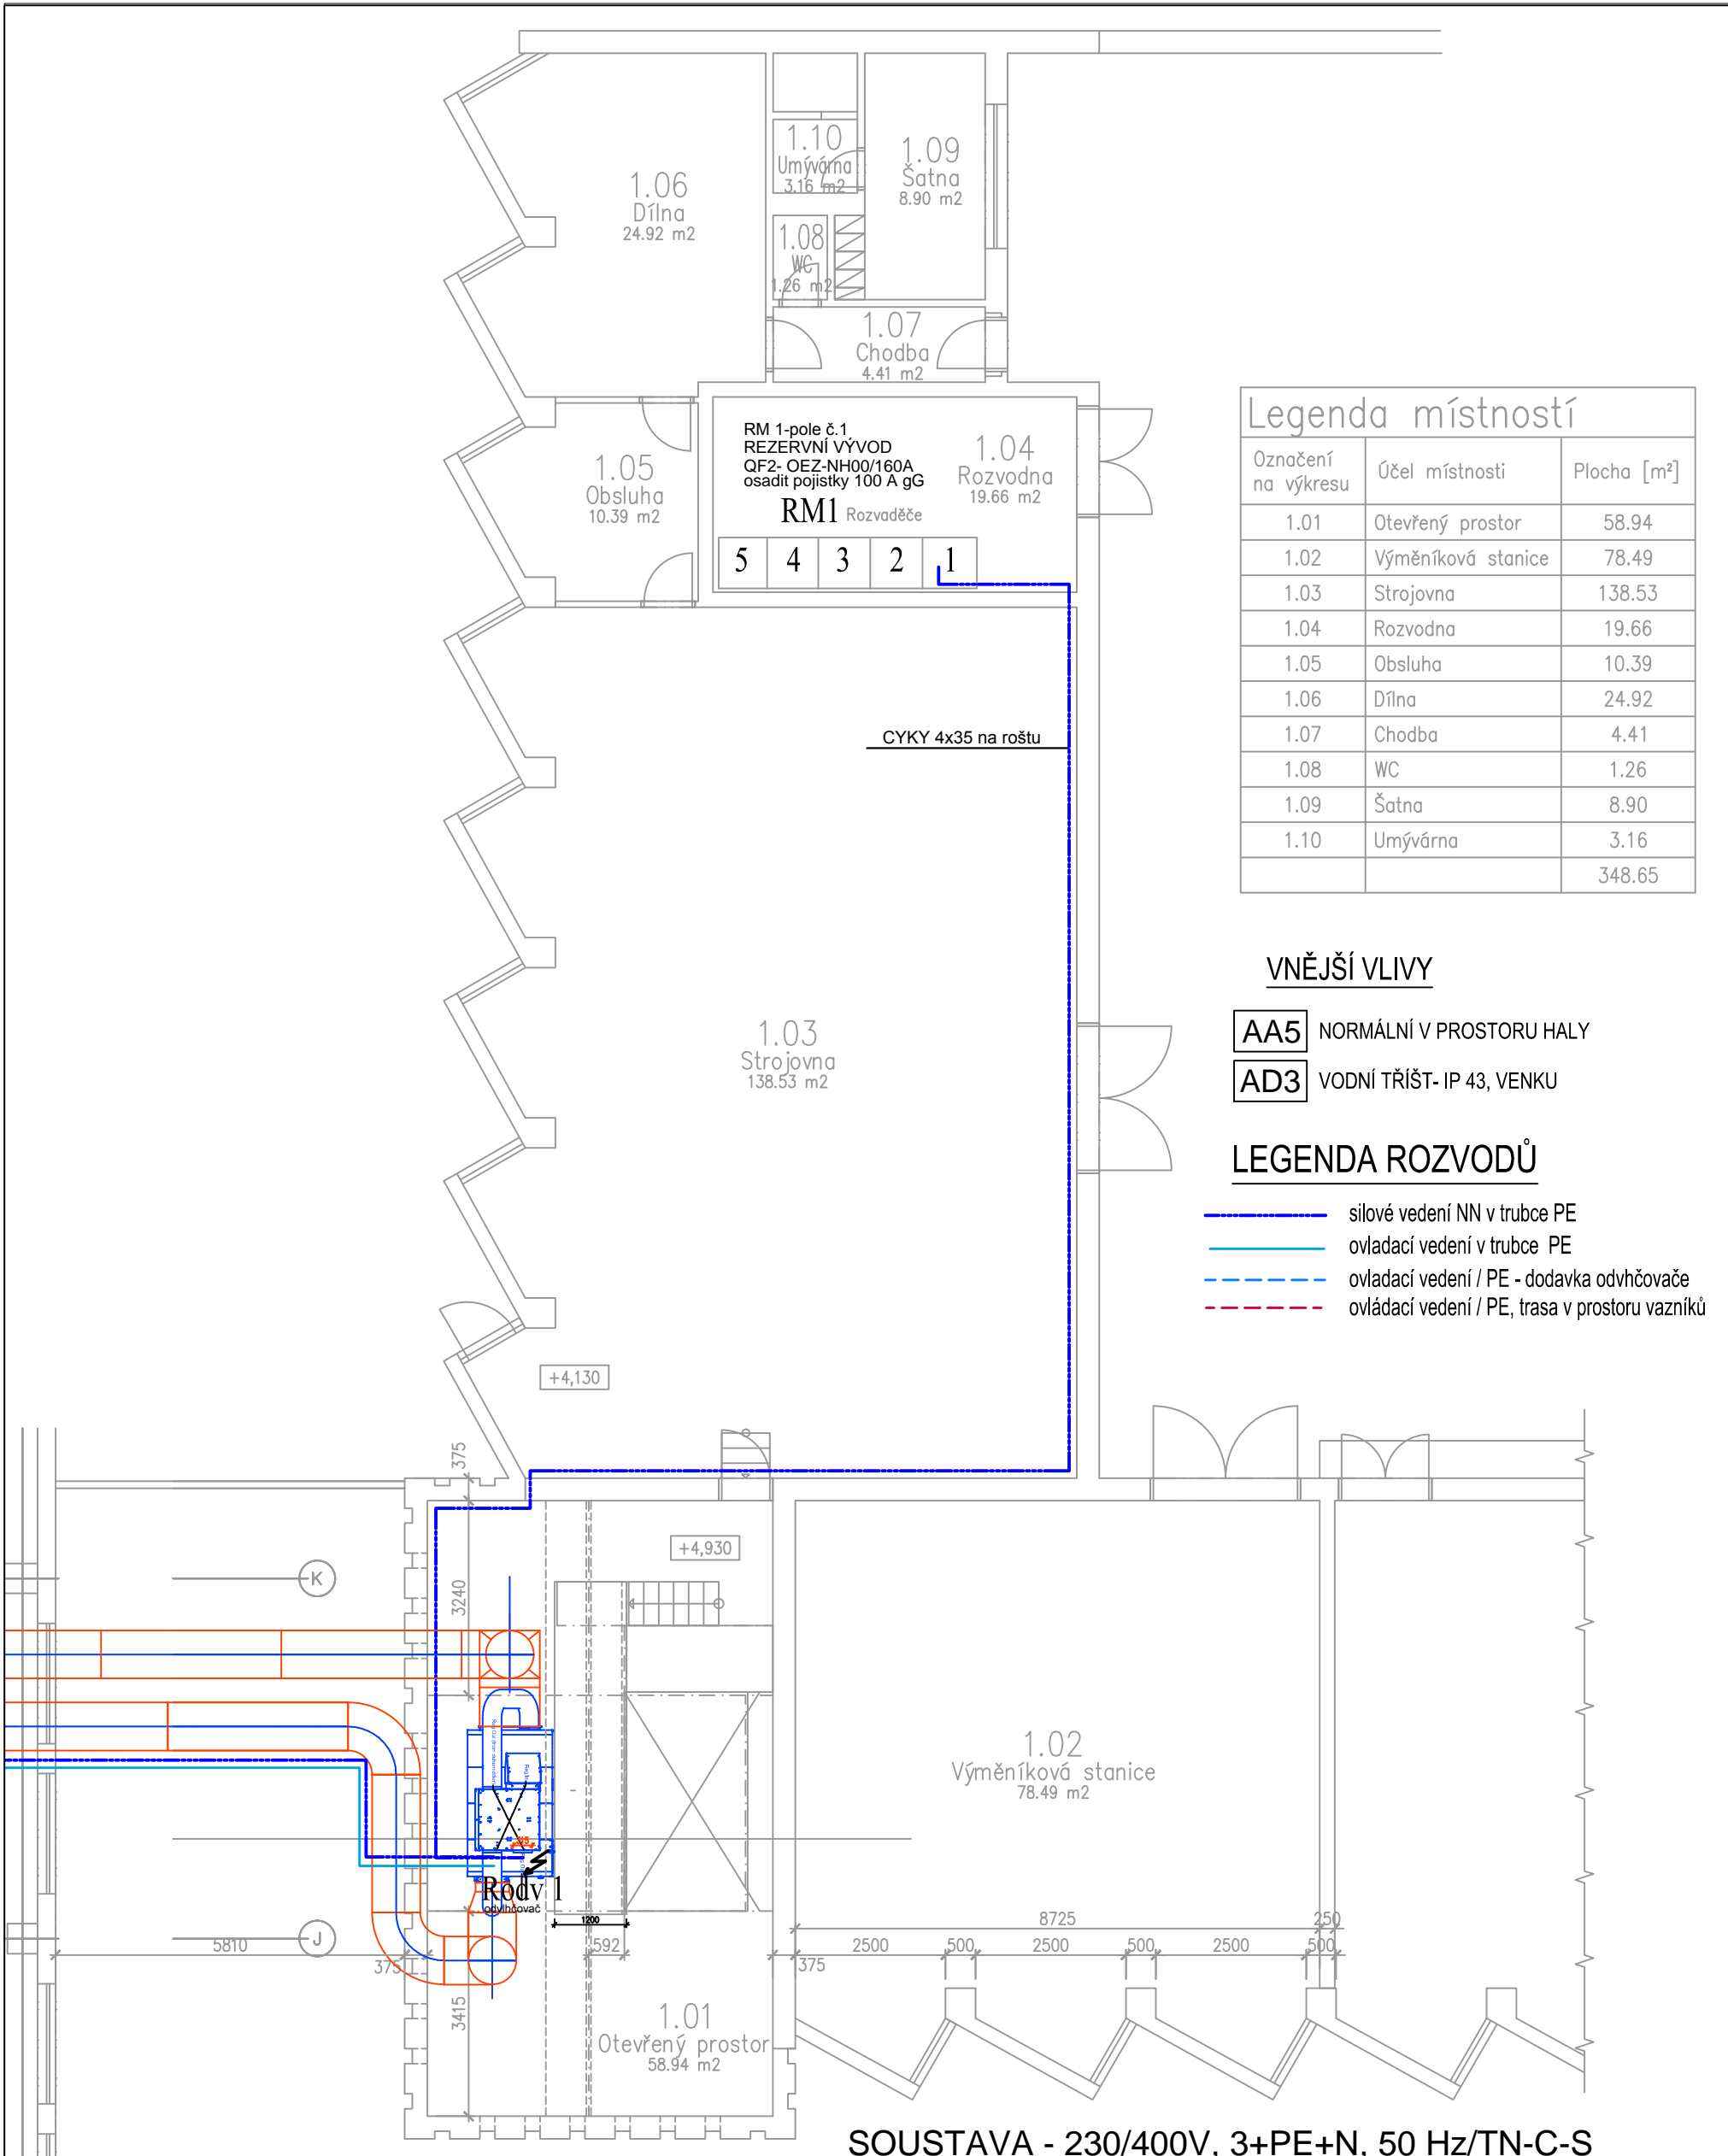 1.10
Umývárna
3.16 m2
1.09
Šatna
8.90 m2
1.06
Dílna
24.92 m2
1.08
WC
1.26 m2
1.07
Chodba
4.41 m2
RM 1-pole č.1
REZERVNÍ VÝVOD
QF2- OEZ-NH00/160A
osadit pojistky 100 A gG
RM1 Rozvaděče
5 4 3 2 1
1.04
Rozvodna
19.66 m2
1.05
Obsluha
10.39 m2
Legenda místností
Označení na výkresu Účel místnosti Plocha [m²]
1.01 Otevřený prostor 58.94
1.02 Výměníková stanice 78.49
1.03 Strojovna 138.53
1.04 Rozvodna 19.66
1.05 Obsluha 10.39
1.06 Dílna 24.92
1.07 Chodba 4.41
1.08 WC 1.26
1.09 Šatna 8.90
1.10 Umývárna 3.16
348.65
CYKY 4x35 na roštu
VNĚJŠÍ VLIVY
AA5 NORMÁLNÍ V PROSTORU HALY
AD3 VODNÍ TŘÍŠT- IP 43, VENKU
1.03
Strojovna
138.53 m2
LEGENDA ROZVODŮ
silové vedení NN v trubce PE
ovladací vedení v trubce PE
ovladací vedení / PE - dodavka odvhčovače
ovládací vedení / PE, trasa v prostoru vazníků
+4,130
375
+4,930
K
3240
1.02
Výměníková stanice
78.49 m2
315
Rodv 1
odvlhčovač
1200
8725 250
J
5810
375
592
375
2500 500 2500 500 2500 500
3415
1.01
Otevřený prostor
58.94 m2
SOUSTAVA - 230/400V, 3+PE+N, 50 Hz/TN-C-S